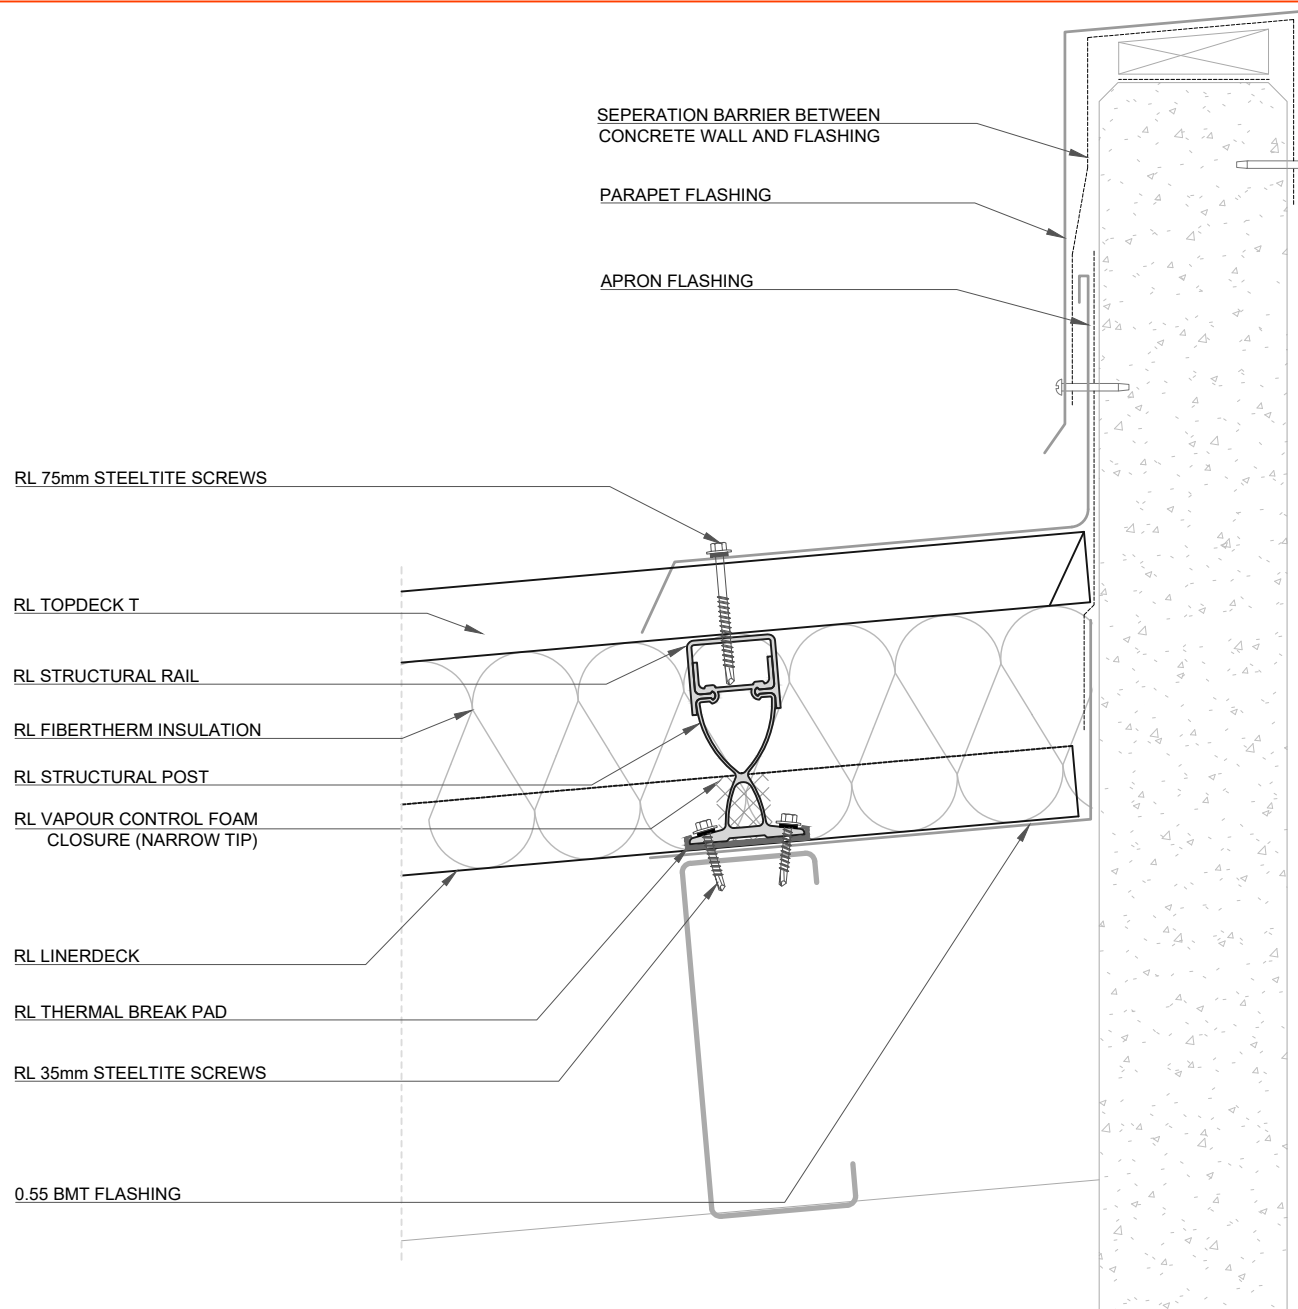 SEPERATION BARRIER BETWEEN
CONCRETE WALL AND FLASHING
PARAPET FLASHING
APRON FLASHING
RL 75mm STEELTITE SCREWS
RL TOPDECK T
RL STRUCTURAL RAIL
RL FIBERTHERM INSULATION
RL STRUCTURAL POST
RL VAPOUR CONTROL FOAM
CLOSURE (NARROW TIP)
RL LINERDECK
RL THERMAL BREAK PAD
RL 35mm STEELTITE SCREWS
0.55 BMT FLASHING